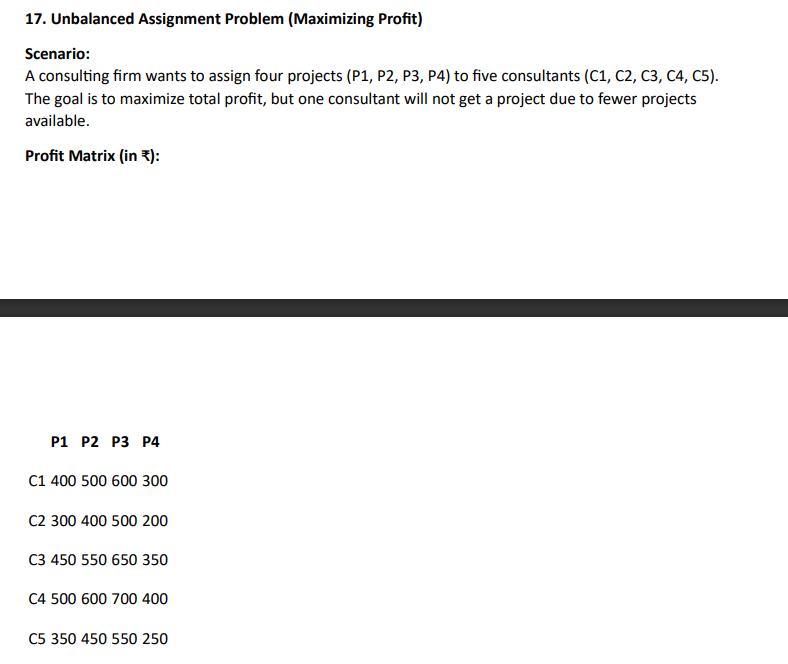 17. Unbalanced Assignment Problem (Maximizing Profit)
Scenario:
A consulting firm wants to assign four projects (P1, P2, P3, P4) to five consultants (C1, C2, C3, C4, C5).
The goal is to maximize total profit, but one consultant will not get a project due to fewer projects
available.
Profit Matrix (in ₹):
P1 P2 P3 P4
C1 400 500 600 300
C2 300 400 500 200
C3 450 550 650 350
C4 500 600 700 400
C5 350 450 550 250